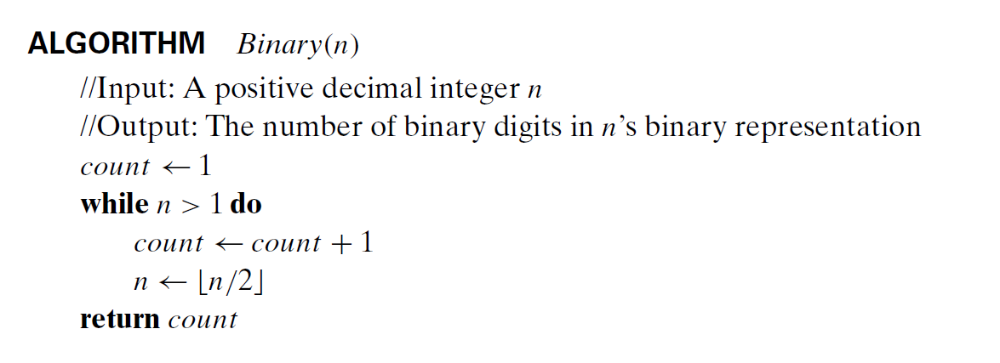 ALGORITHM Binary(n)
//Input: A positive decimal integer n
//Output: The number of binary digits in n’s binary representation
count ← 1
while n > 1 do
count ← count + 1
n ← ⌊n/2⌋
return count